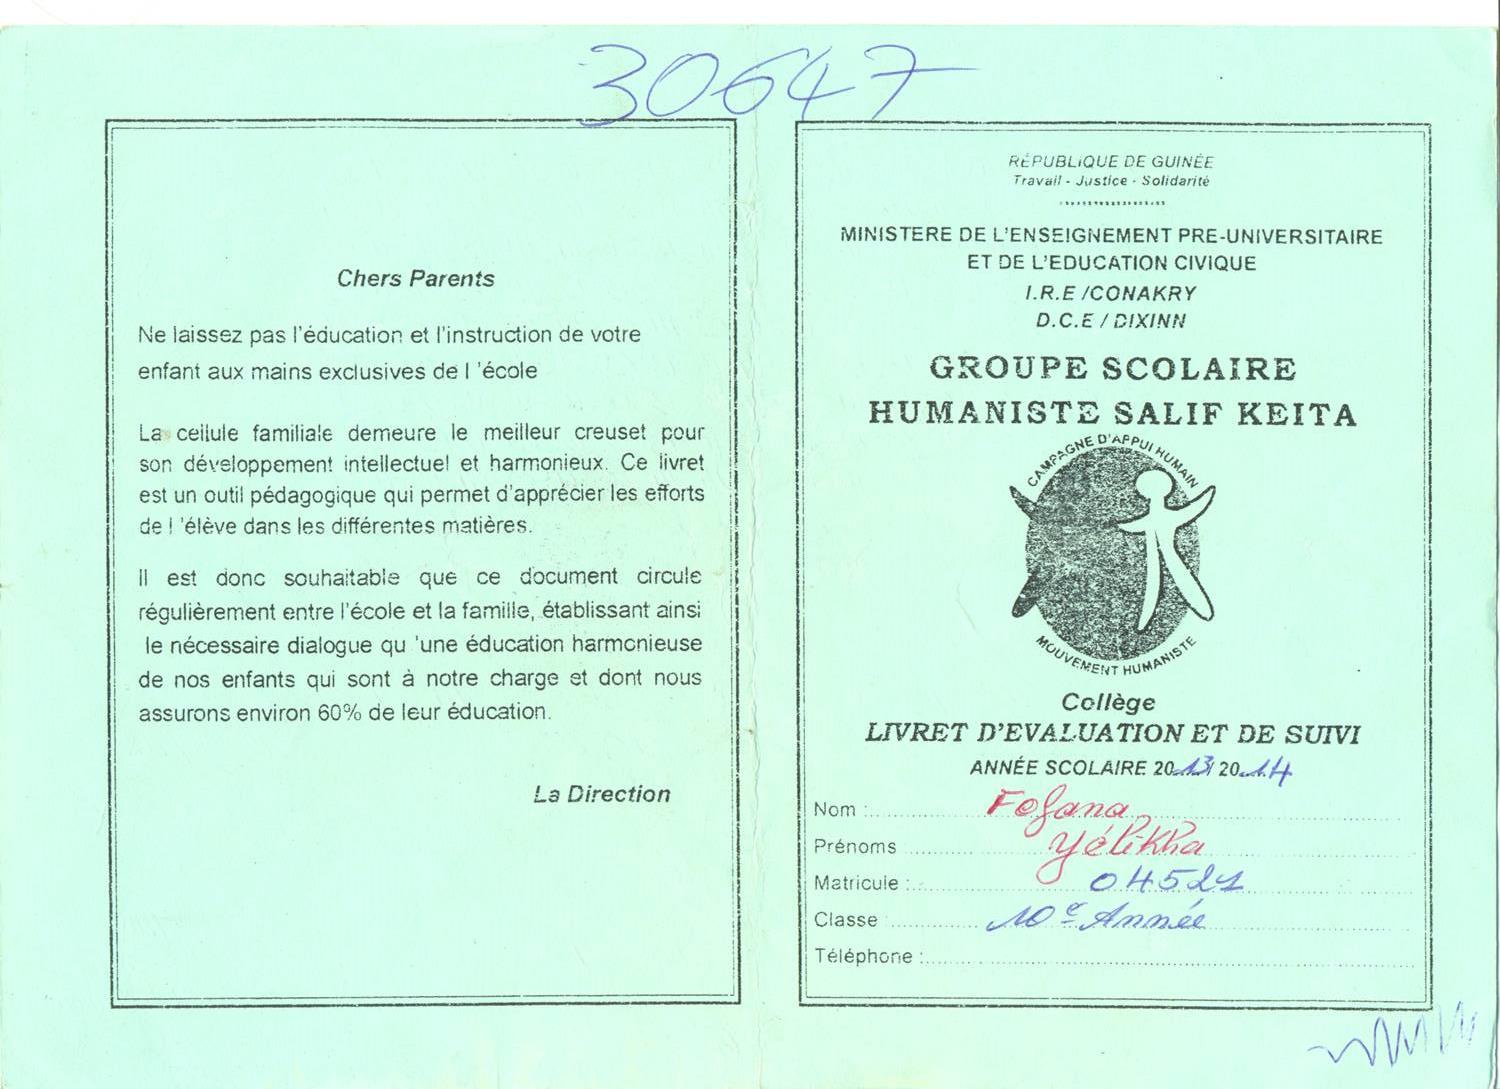 30647
Chers Parents
Ne laissez pas l'éducation et l'instruction de votre
enfant aux mains exclusives de l 'école
La cellule familiale demeure le meilleur creuset pour
son développement intellectuel et harmonieux. Ce livret
est un outil pédagogique qui permet d'apprécier les efforts
de l 'élève dans les différentes matières.
Il est donc souhaitable que ce document circule
régulièrement entre l'école et la famille, établissant ainsi
le nécessaire dialogue qu 'une éducation harmonieuse
de nos enfants qui sont à notre charge et dont nous
assurons environ 60% de leur éducation.
La Direction
RÉPUBLIQUE DE GUINÉE
Travail - Justice - Solidarité
MINISTERE DE L'ENSEIGNEMENT PRE-UNIVERSITAIRE
ET DE L'EDUCATION CIVIQUE
I.R.E /CONAKRY
D.C.E / DIXINN
GROUPE SCOLAIRE
HUMANISTE SALIF KEITA
CAMPAGNE D'APPUI HUMAIN
MOUVEMENT HUMANISTE
Collège
LIVRET D'EVALUATION ET DE SUIVI
ANNÉE SCOLAIRE 2013/2014
Nom : Fofana
Prénoms Yélikha
Matricule : 04521
Classe 10e Année
Téléphone :